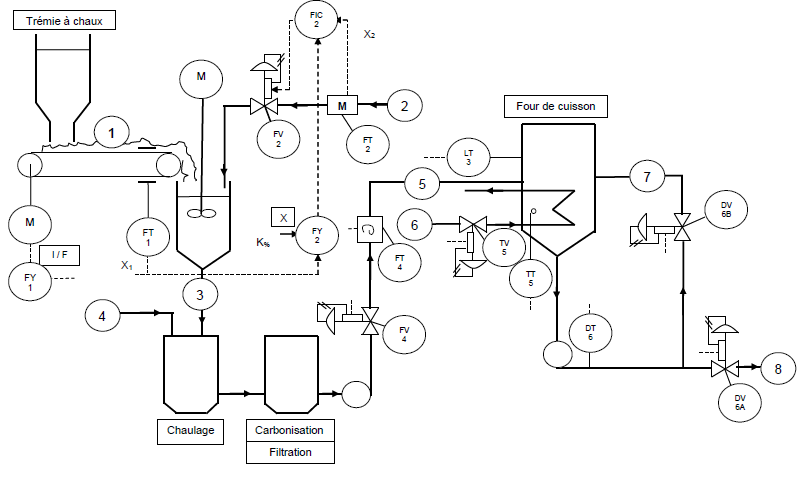 Trémie à chaux
FIC
2
X2
M
1
M
2
Four de cuisson
FV
2
FT
2
LT
3
5
7
DV
6B
M
FT
1
X
K%
FY
2
6
TV
5
I / F
FY
1
X1
FT
4
TT
5
3
4
FV
4
DT
6
8
DV
6A
Chaulage
Carbonisation
Filtration